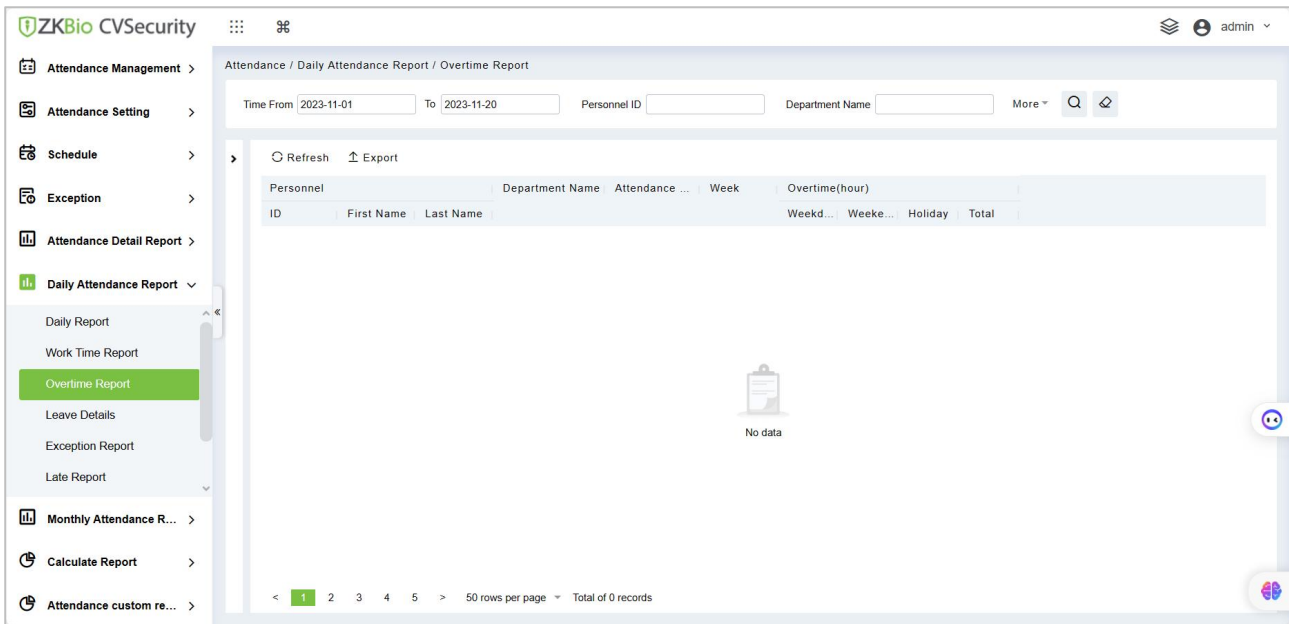 ZKBio CVSecurity
admin
Attendance Management
Attendance Setting
Schedule
Exception
Attendance Detail Report
Daily Attendance Report
Daily Report
Work Time Report
Overtime Report
Leave Details
Exception Report
Late Report
Monthly Attendance R...
Calculate Report
Attendance custom re...
Attendance / Daily Attendance Report / Overtime Report
Time From 2023-11-01 To 2023-11-20 Personnel ID Department Name More
Refresh Export
Personnel Department Name Attendance ... Week Overtime(hour)
ID First Name Last Name Weekd... Weeke... Holiday Total
No data
< 1 2 3 4 5 > 50 rows per page Total of 0 records